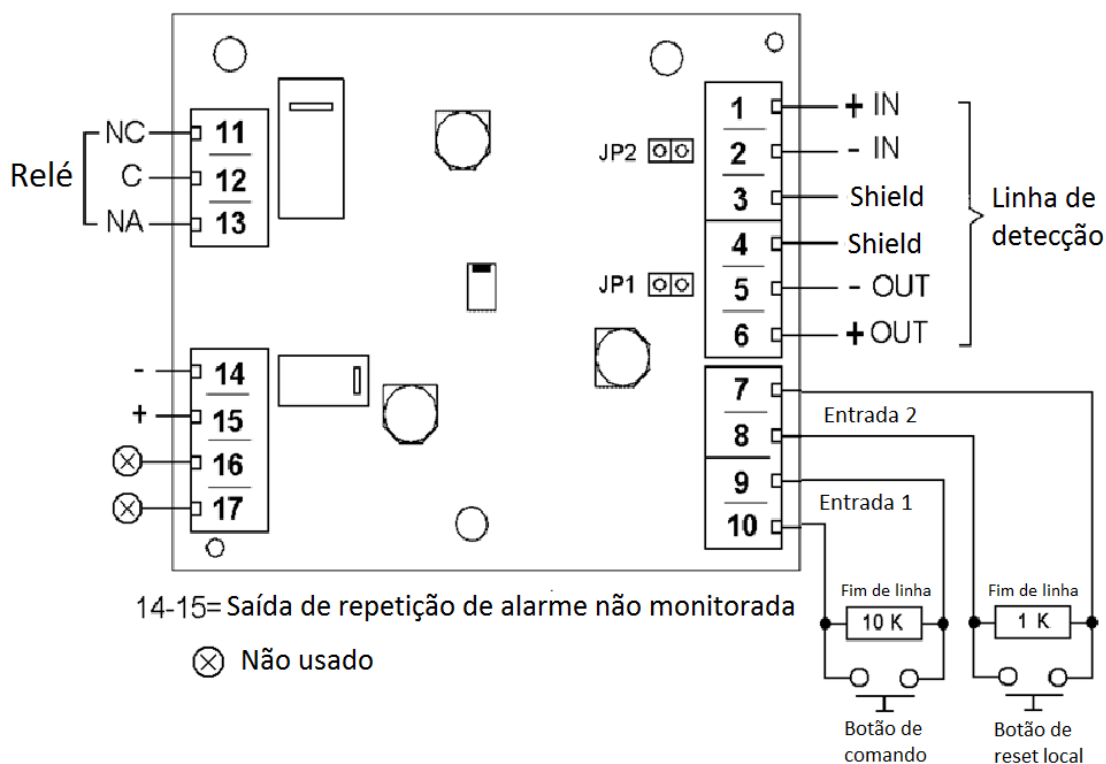 Relé
NC
C
NA
11
12
13
JP2
JP1
1
2
3
4
5
6
+ IN
- IN
Shield
Shield
- OUT
+ OUT
Linha de
detecção
-
+
14
15
16
17
7
8
9
10
Entrada 2
Entrada 1
14-15= Saída de repetição de alarme não monitorada
Não usado
Fim de linha
10 K
Botão de
comando
Fim de linha
1 K
Botão de
reset local